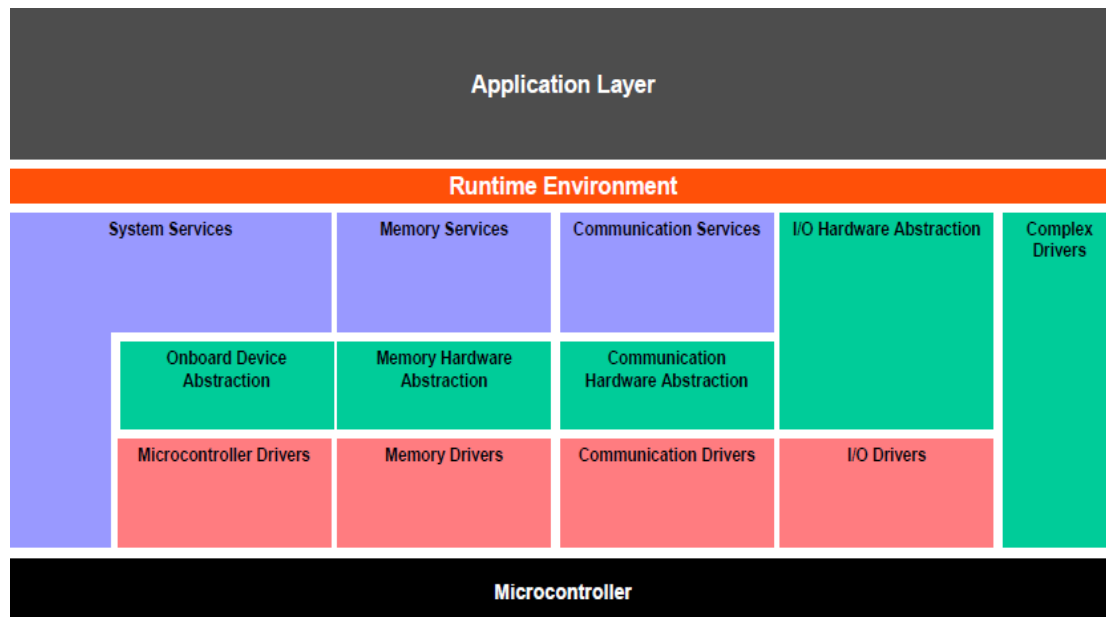 Application Layer
Runtime Environment
System Services
Memory Services
Communication Services
I/O Hardware Abstraction
Complex
Drivers
Onboard Device
Abstraction
Memory Hardware
Abstraction
Communication
Hardware Abstraction
Microcontroller Drivers
Memory Drivers
Communication Drivers
I/O Drivers
Microcontroller